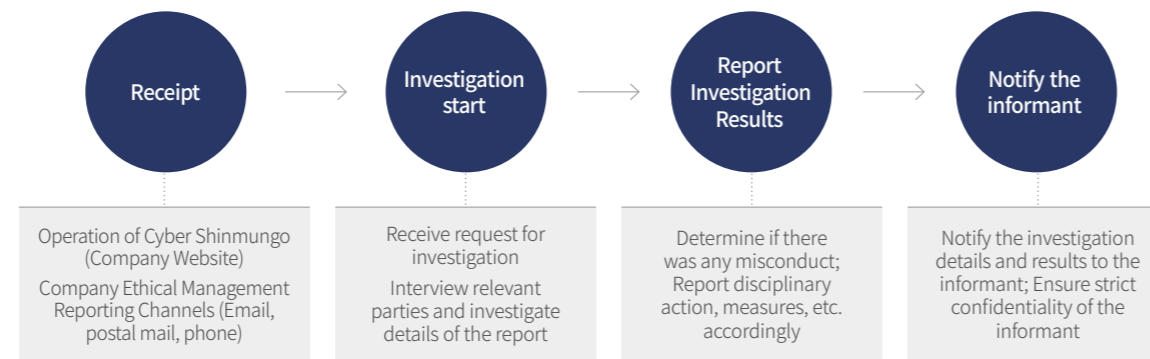 Receipt
Investigation
start
Report
Investigation
Results
Notify the
informant
Operation of Cyber Shinmungo
(Company Website)
Company Ethical Management
Reporting Channels (Email,
postal mail, phone)
Receive request for
investigation
Interview relevant
parties and investigate
details of the report
Determine if there
was any misconduct;
Report disciplinary
action, measures, etc.
accordingly
Notify the investigation
details and results to the
informant; Ensure strict
confidentiality of the
informant